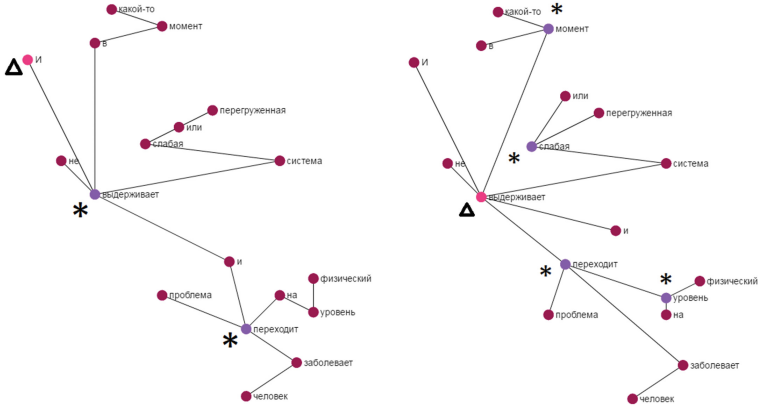 какой-то
момент
в
И
перегруженная
или
слабая
не
система
выдерживает
и
физический
проблема
на
уровень
переходит
заболевает
человек
какой-то
момент
в
И
или
перегруженная
слабая
не
система
выдерживает
и
переходит
физический
уровень
проблема
на
заболевает
человек